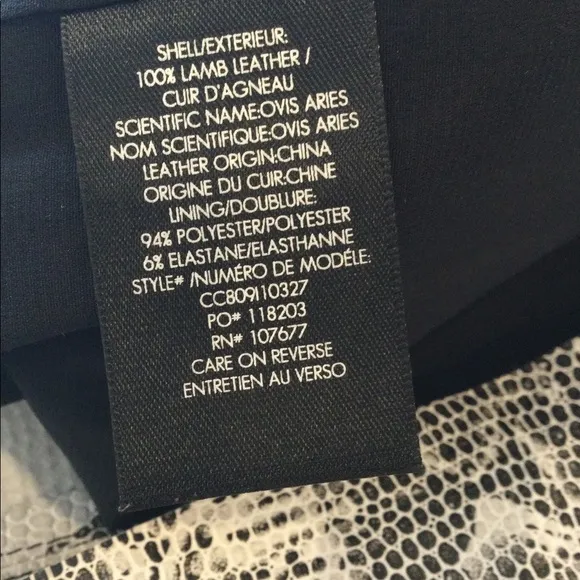 SHELL/EXTERIEUR:
100% LAMB LEATHER /
CUIR D'AGNEAU
SCIENTIFIC NAME:OVIS ARIES
NOM SCIENTIFIQUE:OVIS ARIES
LEATHER ORIGIN:CHINA
ORIGINE DU CUIR:CHINE
LINING/DOUBLURE:
94% POLYESTER/POLYESTER
6% ELASTANE/ELASTHANNE
STYLE# /NUMÉRO DE MODÉLE:
CC809I10327
PO# 118203
RN# 107677
CARE ON REVERSE
ENTRETIEN AU VERSO